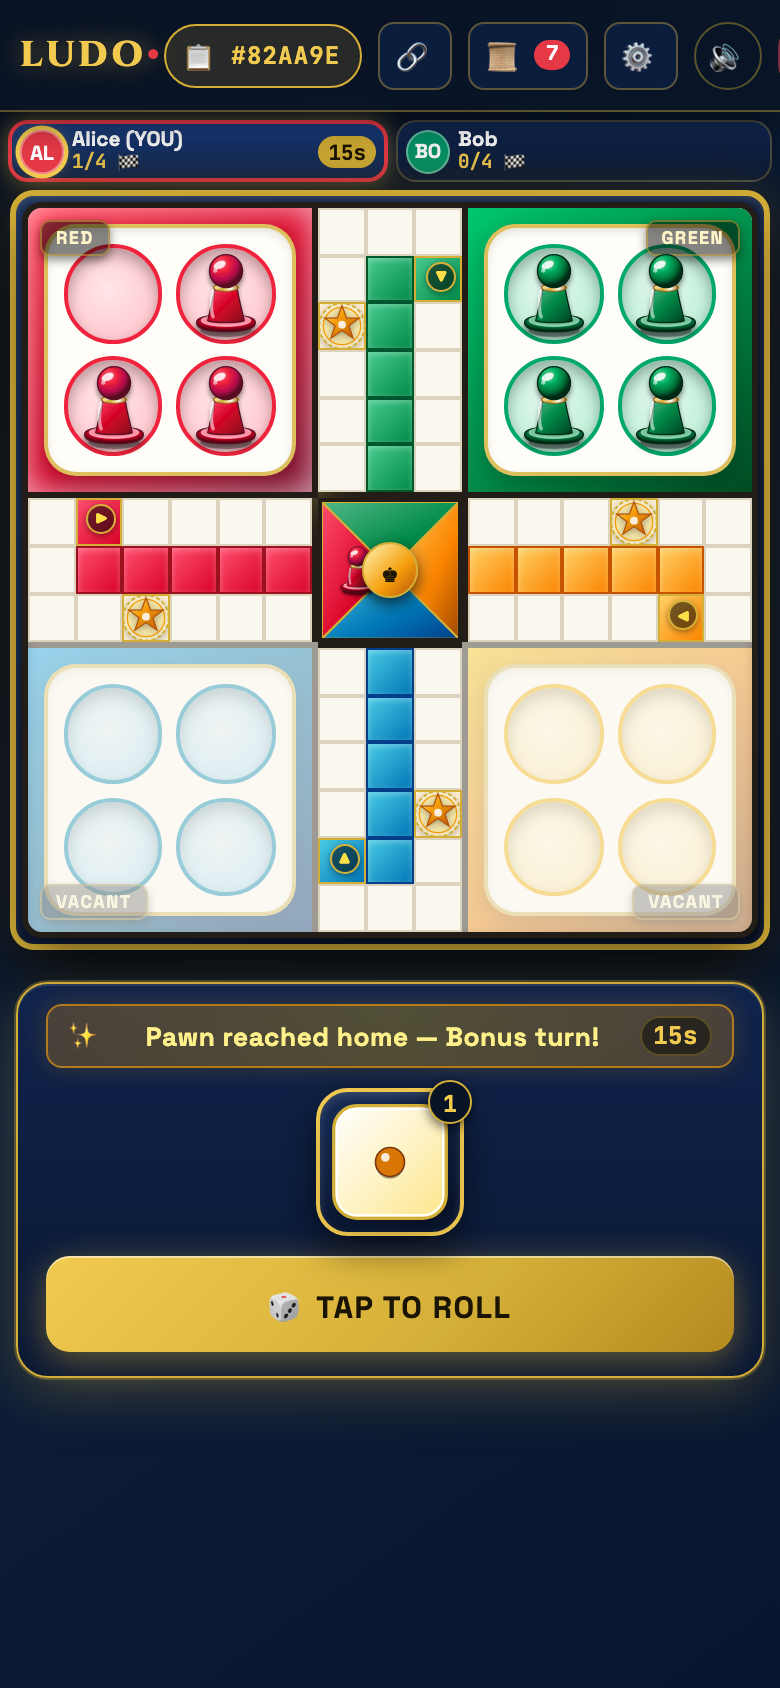 LUDO
#82AA9E
7
AL
Alice (YOU)
1/4
15s
BO
Bob
0/4
RED
GREEN
VACANT
VACANT
Pawn reached home — Bonus turn!
15s
1
TAP TO ROLL